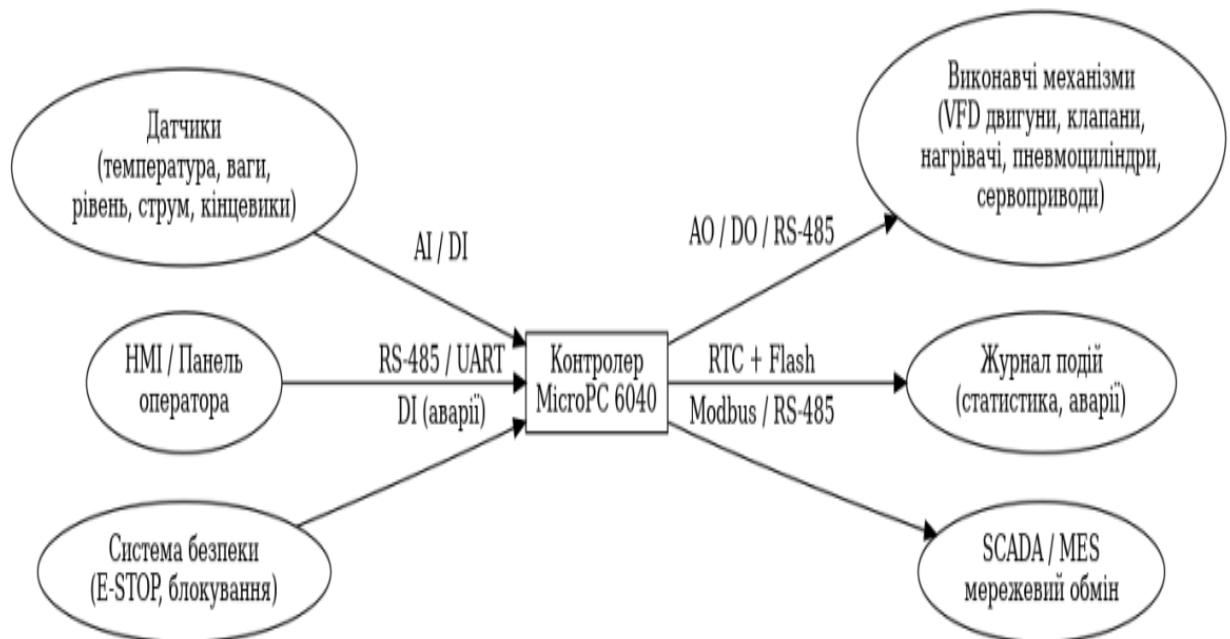 Датчики
(температура, ваги,
рівень, струм, кінцевики)
AI / DI
HMI / Панель
оператора
RS-485 / UART
DI (аварії)
Система безпеки
(E-STOP, блокування)
Контролер
MicroPC 6040
Виконавчі механізми
(VFD двигуни, клапани,
нагрівачі, пневмоциліндри,
сервоприводи)
AO / DO / RS-485
RTC + Flash
Modbus / RS-485
Журнал подій
(статистика, аварії)
SCADA / MES
мережевий обмін